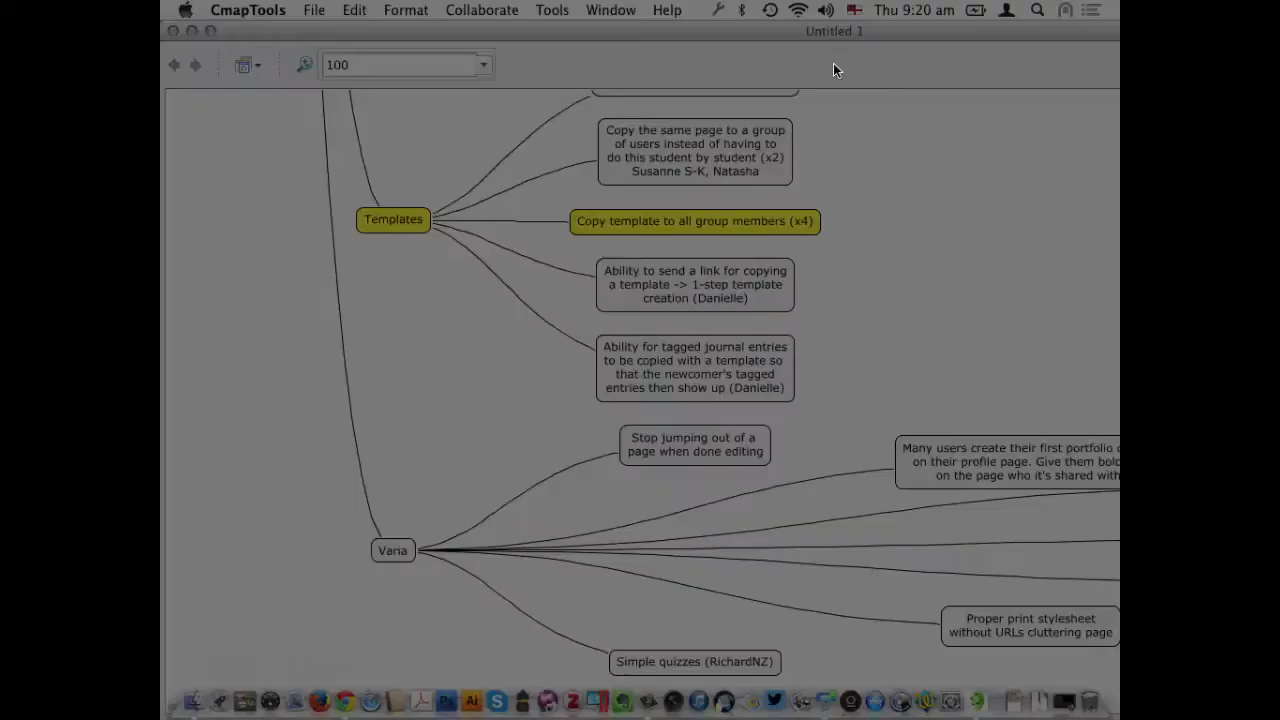 CmapTools File Edit Format Collaborate Tools Window Help Thu 9:20 am
Untitled 1
100
Copy the same page to a group
of users instead of having to
do this student by student (x2)
Susanne S-K, Natasha
Templates
Copy template to all group members (x4)
Ability to send a link for copying
a template -> 1-step template
creation (Danielle)
Ability for tagged journal entries
to be copied with a template so
that the newcomer's tagged
entries then show up (Danielle)
Stop jumping out of a
page when done editing
Many users create their first portfolio
on their profile page. Give them bold
on the page who it's shared with
Varia
Proper print stylesheet
without URLs cluttering page
Simple quizzes (RichardNZ)